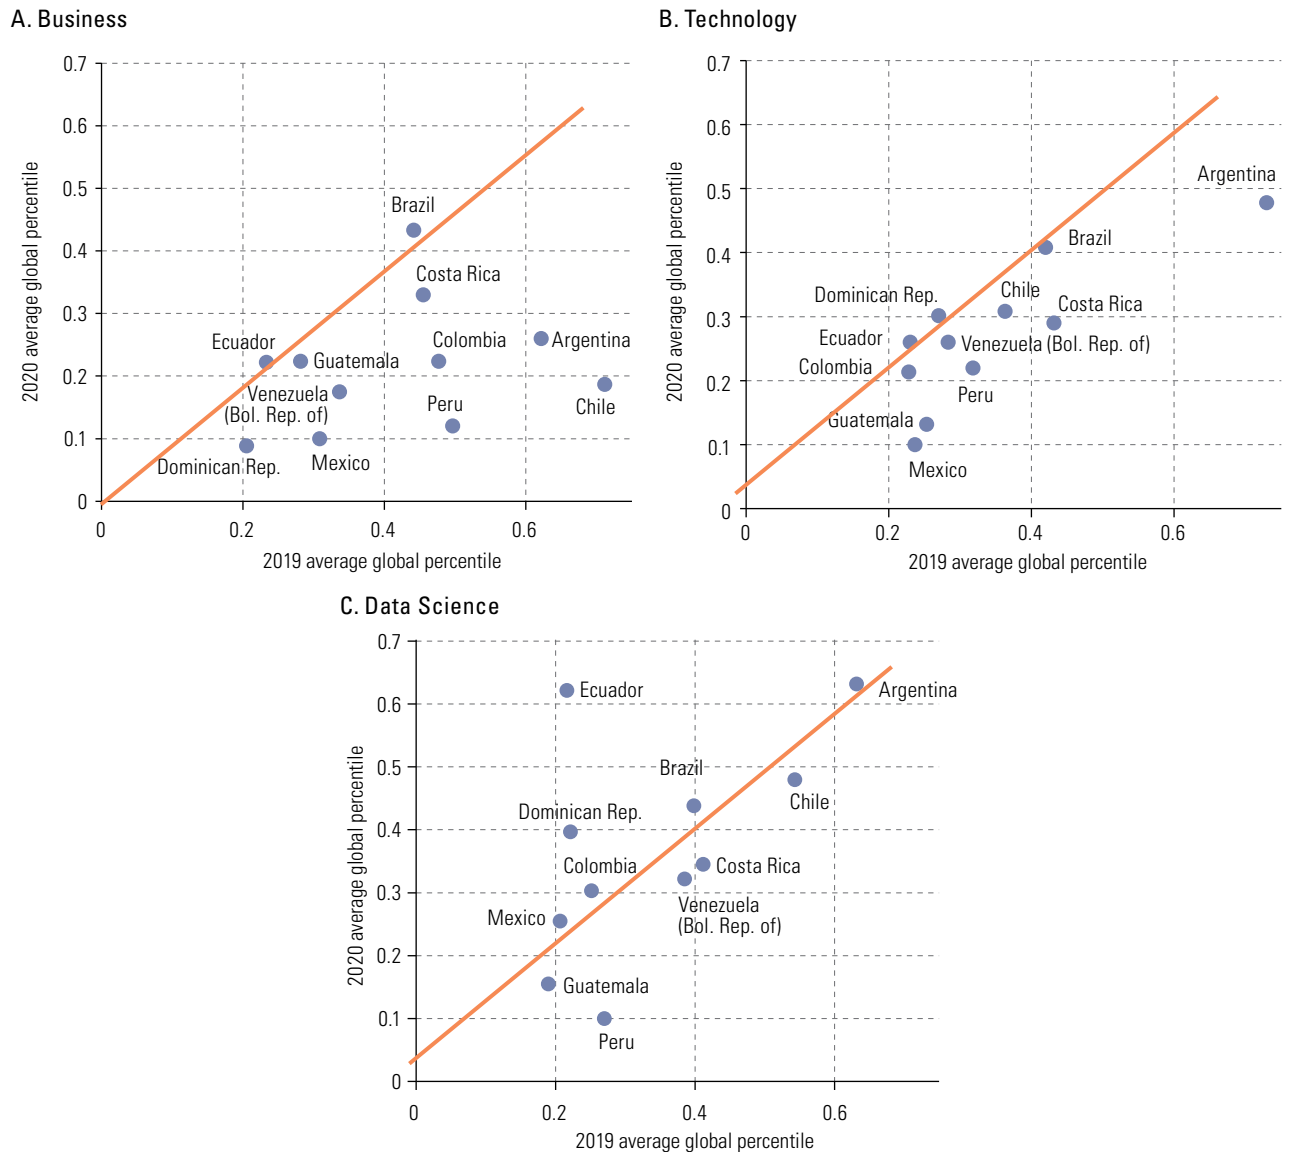 A. Business
0.7
0.6
0.5
0.4
0.3
0.2
0.1
0
2020 average global percentile
Brazil
Costa Rica
Ecuador
Guatemala
Colombia
Argentina
Venezuela
(Bol. Rep. of)
Peru
Chile
Dominican Rep.
Mexico
0
0.2
0.4
0.6
2019 average global percentile
B. Technology
0.7
0.6
0.5
0.4
0.3
0.2
0.1
0
2020 average global percentile
Argentina
Brazil
Dominican Rep.
Chile
Costa Rica
Ecuador
Venezuela (Bol. Rep. of)
Colombia
Peru
Guatemala
Mexico
0
0.2
0.4
0.6
2019 average global percentile
C. Data Science
0.7
0.6
0.5
0.4
0.3
0.2
0.1
0
2020 average global percentile
Ecuador
Argentina
Brazil
Chile
Dominican Rep.
Colombia
Costa Rica
Venezuela
(Bol. Rep. of)
Mexico
Guatemala
Peru
0
0.2
0.4
0.6
2019 average global percentile